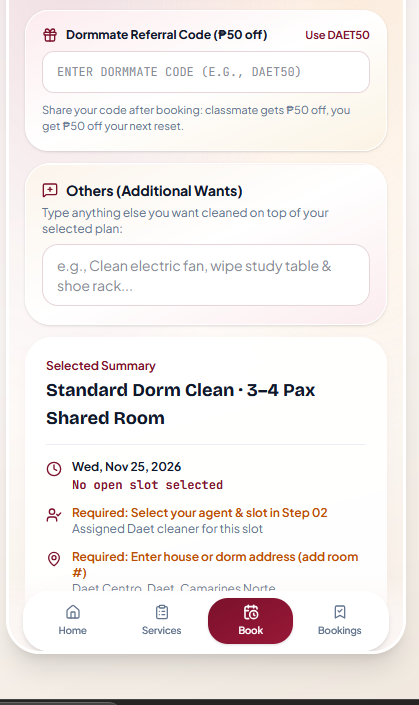 Dormmate Referral Code (₱50 off)
Use DAET50
ENTER DORMMATE CODE (E.G., DAET50)
Share your code after booking: classmate gets ₱50 off, you
get ₱50 off your next reset.
Others (Additional Wants)
Type anything else you want cleaned on top of your
selected plan:
e.g., Clean electric fan, wipe study table &
shoe rack...
Selected Summary
Standard Dorm Clean · 3–4 Pax
Shared Room
Wed, Nov 25, 2026
No open slot selected
Required: Select your agent & slot in Step 02
Assigned Daet cleaner for this slot
Required: Enter house or dorm address (add room
#)
Daet Centro, Daet, Camarines Norte
Home
Services
Book
Bookings